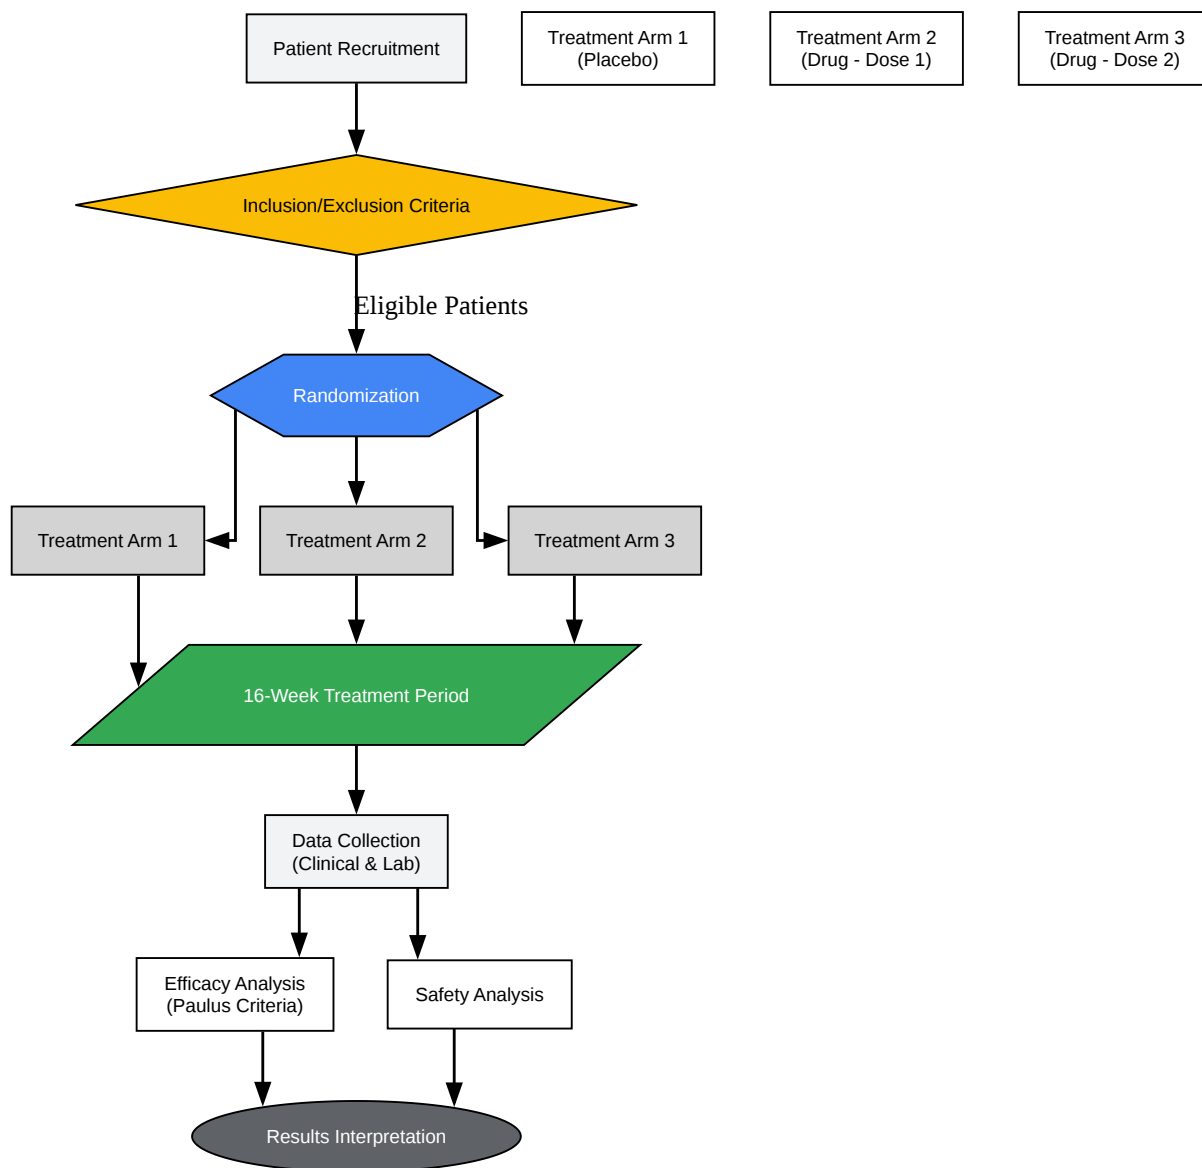 Patient Recruitment
Treatment Arm 1
(Placebo)
Treatment Arm 2
(Drug - Dose 1)
Treatment Arm 3
(Drug - Dose 2)
Inclusion/Exclusion Criteria
Eligible Patients
Randomization
Treatment Arm 1
Treatment Arm 2
Treatment Arm 3
16-Week Treatment Period
Data Collection
(Clinical & Lab)
Efficacy Analysis
(Paulus Criteria)
Safety Analysis
Results Interpretation